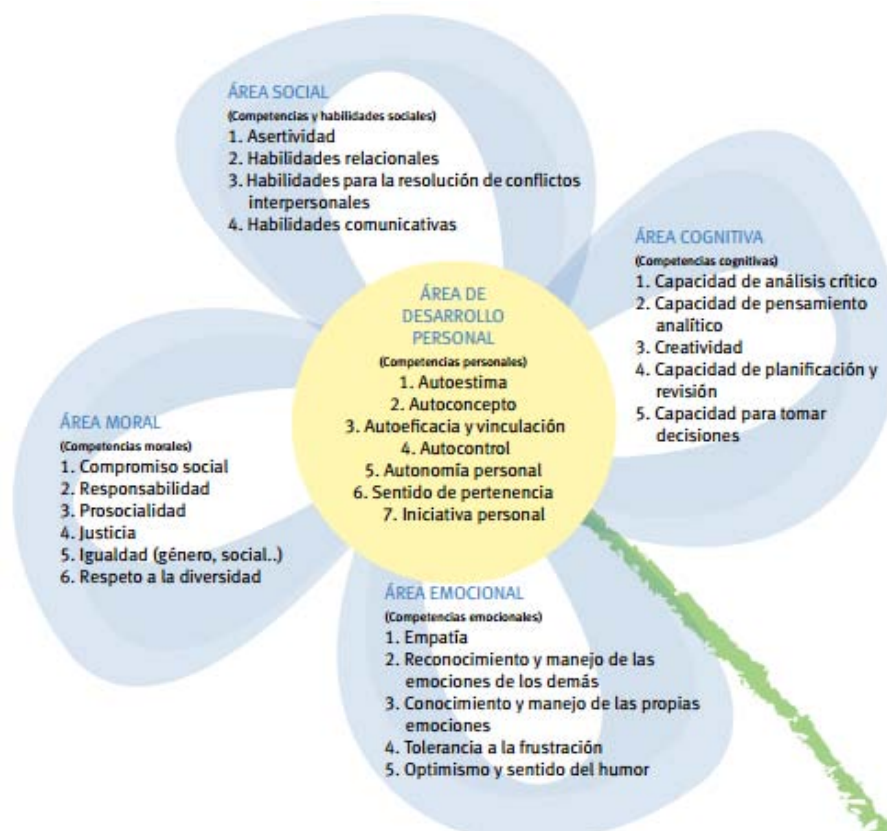 ÁREA SOCIAL
(Competencias y habilidades sociales)
1. Asertividad
2. Habilidades relacionales
3. Habilidades para la resolución de conflictos
interpersonales
4. Habilidades comunicativas
ÁREA COGNITIVA
(Competencias cognitivas)
1. Capacidad de análisis crítico
2. Capacidad de pensamiento
analítico
3. Creatividad
4. Capacidad de planificación y
revisión
5. Capacidad para tomar
decisiones
ÁREA DE
DESARROLLO
PERSONAL
(Competencias personales)
1. Autoestima
2. Autoconcepto
3. Autoeficacia y vinculación
4. Autocontrol
5. Autonomía personal
6. Sentido de pertenencia
7. Iniciativa personal
ÁREA MORAL
(Competencias morales)
1. Compromiso social
2. Responsabilidad
3. Prosocialidad
4. Justicia
5. Igualdad (género, social..)
6. Respeto a la diversidad
ÁREA EMOCIONAL
(Competencias emocionales)
1. Empatía
2. Reconocimiento y manejo de las
emociones de los demás
3. Conocimiento y manejo de las propias
emociones
4. Tolerancia a la frustración
5. Optimismo y sentido del humor